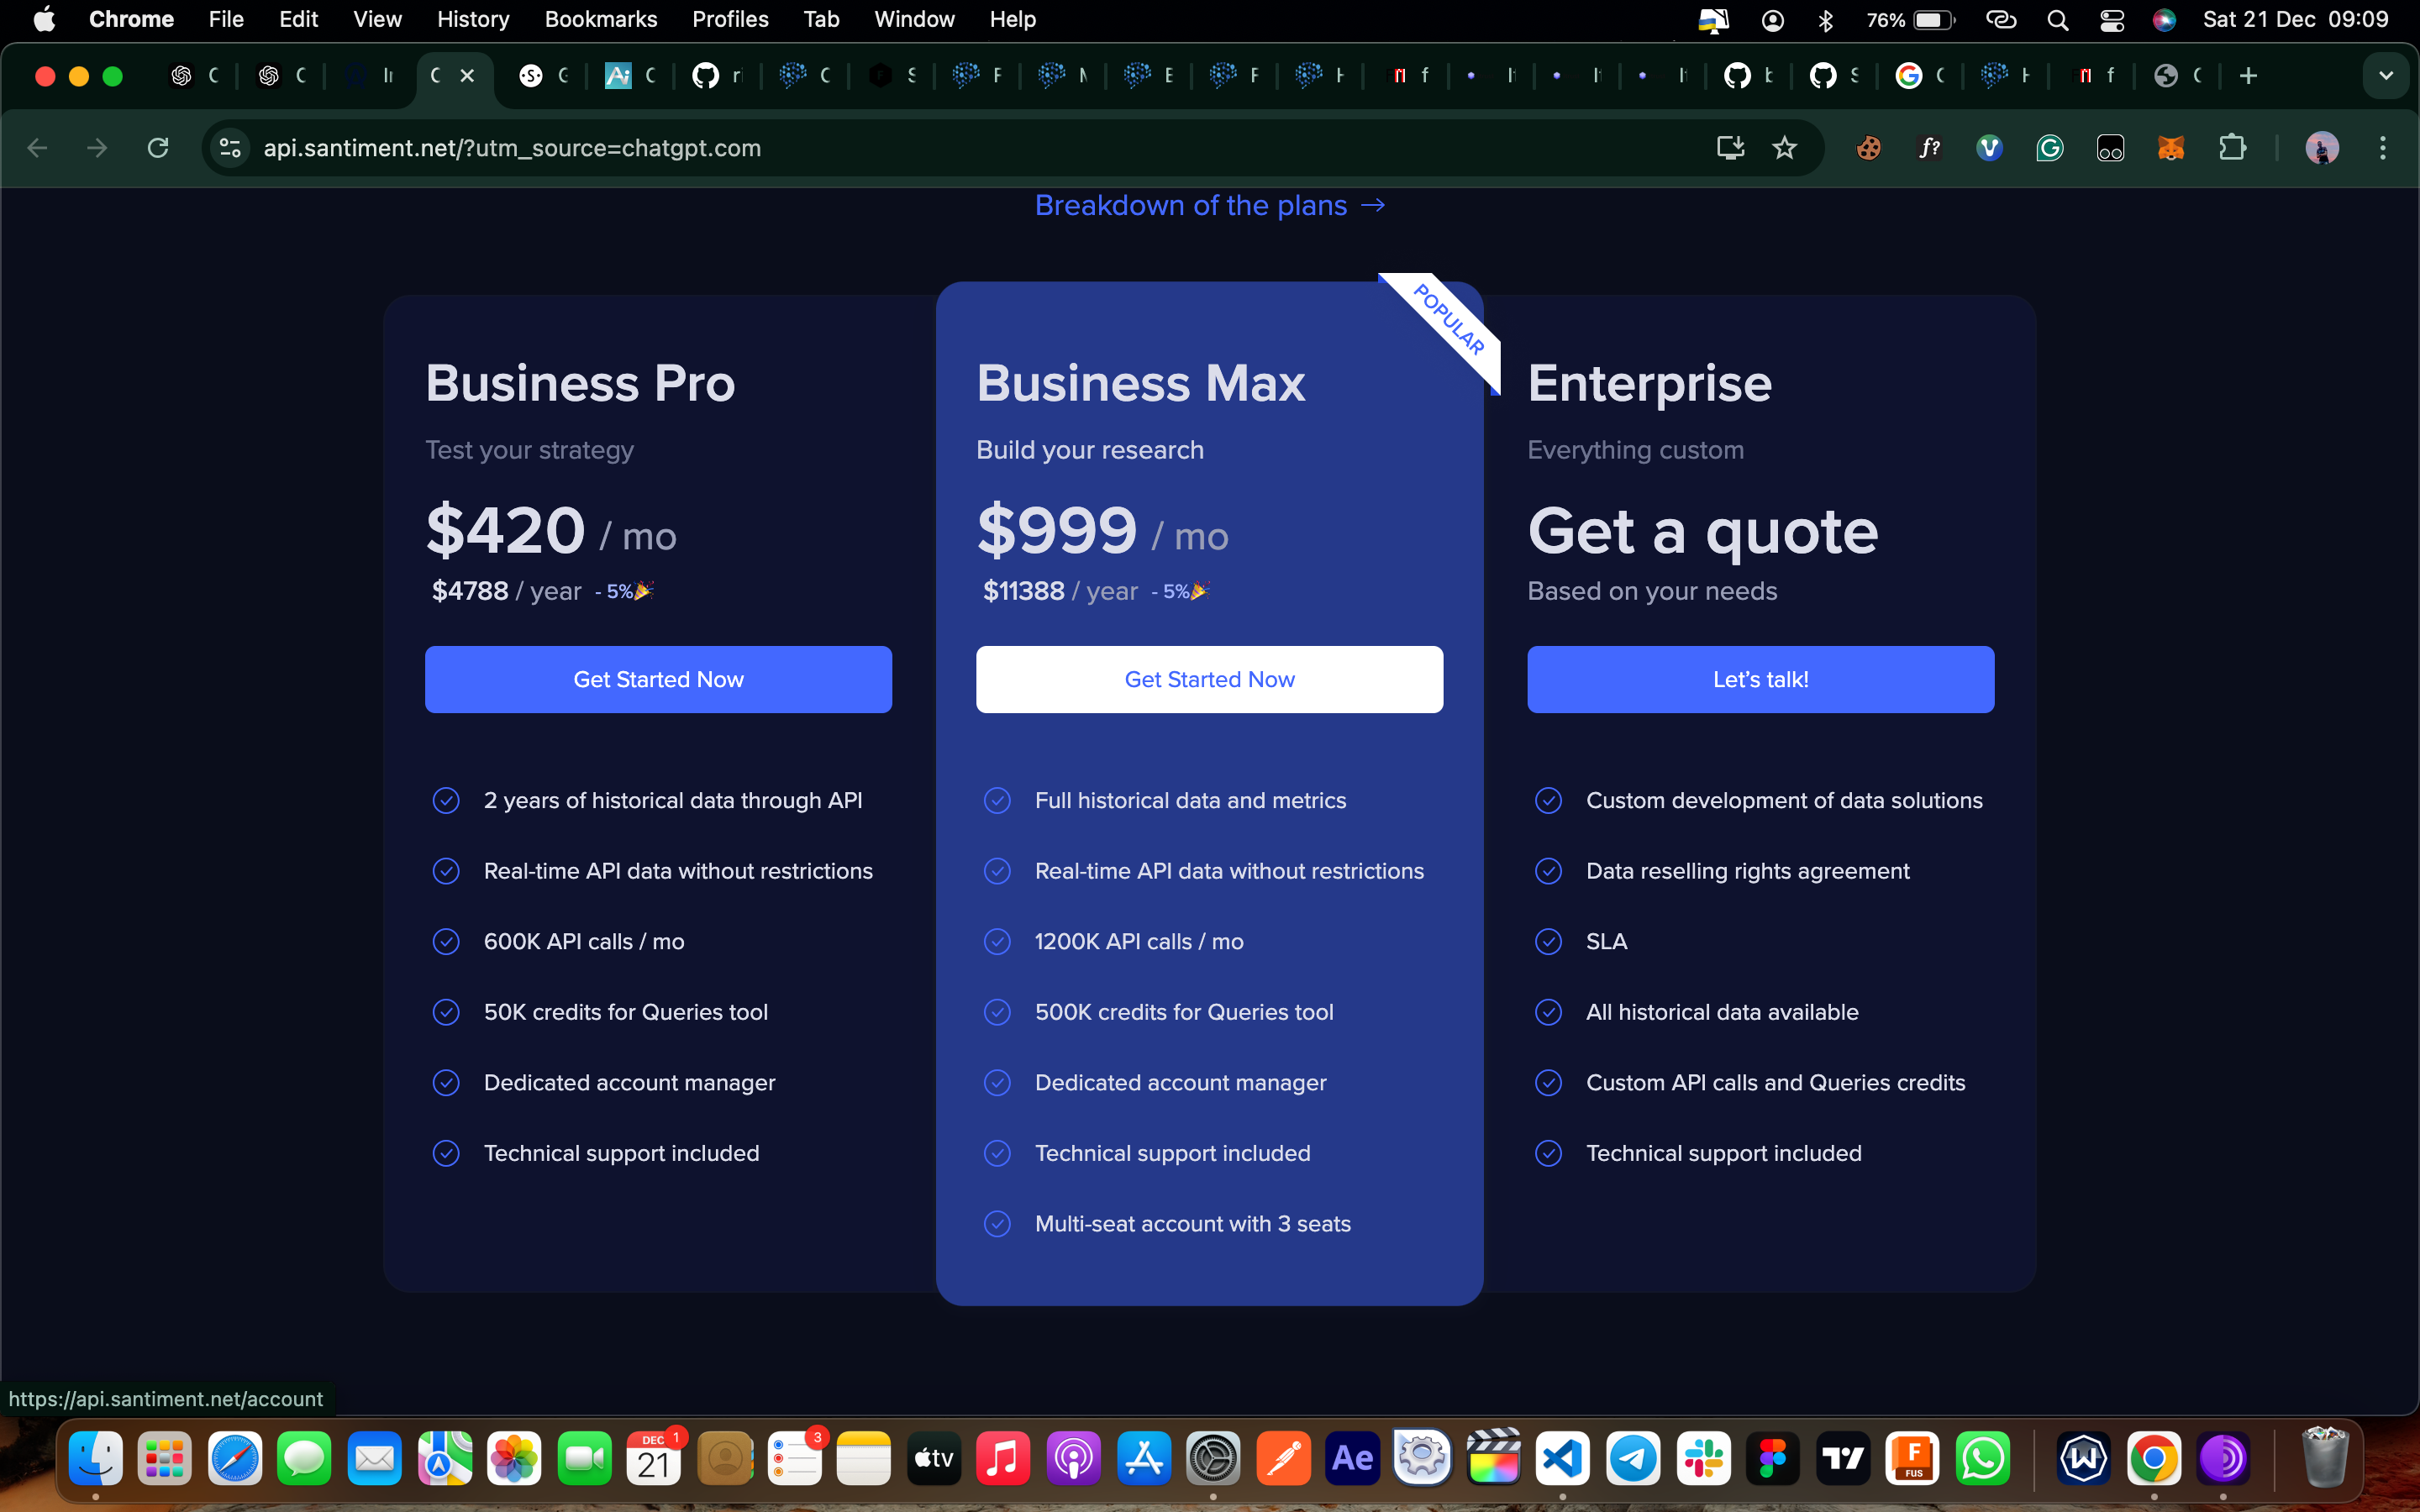 Chrome File Edit View History Bookmarks Profiles Tab Window Help 76% Sat 21 Dec 09:09
api.santiment.net/?utm_source=chatgpt.com
Breakdown of the plans →
POPULAR
Business Pro
Test your strategy
$420 / mo
$4788 / year - 5%🎉
Get Started Now
2 years of historical data through API
Real-time API data without restrictions
600K API calls / mo
50K credits for Queries tool
Dedicated account manager
Technical support included
Business Max
Build your research
$999 / mo
$11388 / year - 5%🎉
Get Started Now
Full historical data and metrics
Real-time API data without restrictions
1200K API calls / mo
500K credits for Queries tool
Dedicated account manager
Technical support included
Multi-seat account with 3 seats
Enterprise
Everything custom
Get a quote
Based on your needs
Let’s talk!
Custom development of data solutions
Data reselling rights agreement
SLA
All historical data available
Custom API calls and Queries credits
Technical support included
https://api.santiment.net/account
DEC 1
21
3
tv
Ae
F
FUS